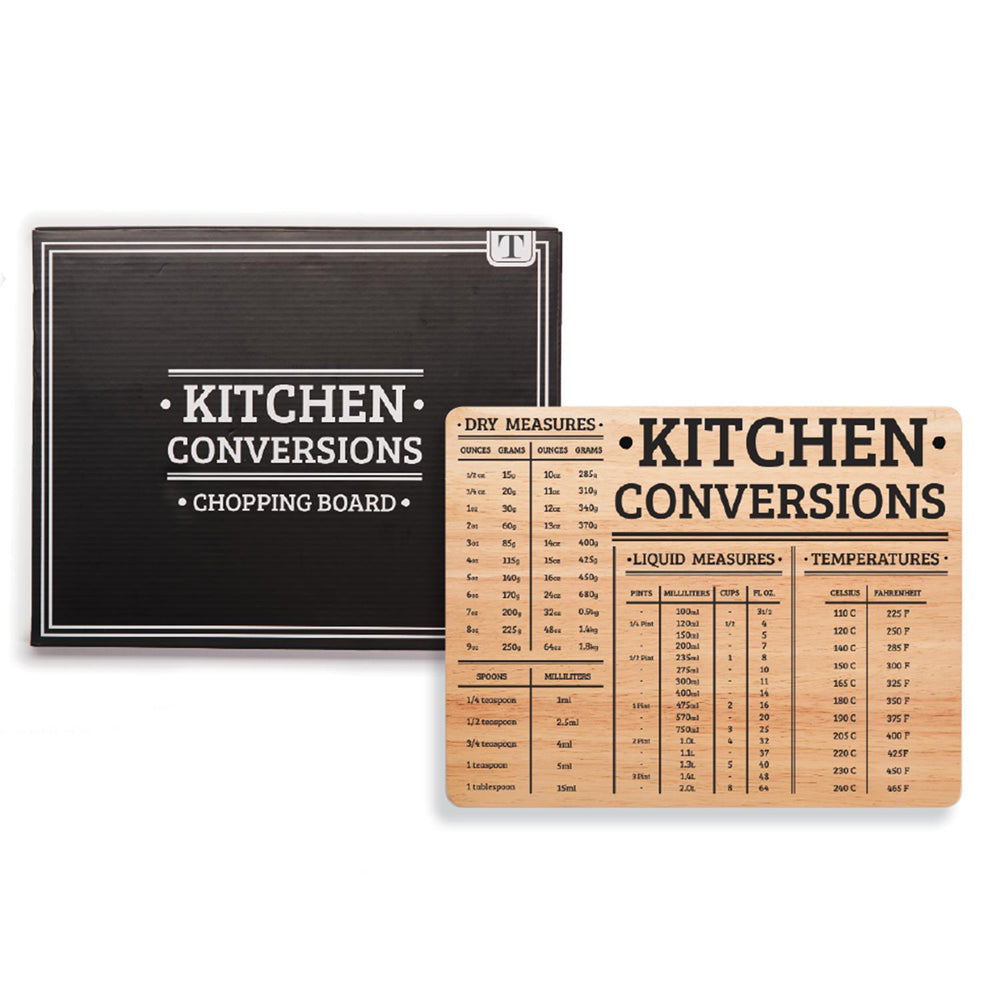 T
• KITCHEN •
CONVERSIONS
• CHOPPING BOARD •
• DRY MEASURES •
OUNCES GRAMS OUNCES GRAMS
1/2 oz 15g 10oz 285g
3/4 oz 20g 11oz 310g
1oz 30g 12oz 340g
2oz 60g 13oz 370g
3oz 85g 14oz 400g
4oz 115g 15oz 425g
5oz 140g 16oz 450g
6oz 170g 24oz 680g
7oz 200g 32oz 0.9kg
8oz 225g 48oz 1.4kg
9oz 250g 64oz 1.8kg
SPOONS MILLILITERS
1/4 teaspoon 1ml
1/2 teaspoon 2.5ml
3/4 teaspoon 4ml
1 teaspoon 5ml
1 tablespoon 15ml
• KITCHEN •
CONVERSIONS
• LIQUID MEASURES •
PINTS MILLILITERS CUPS FL OZ.
- 100ml - 31/2
1/4 Pint 120ml 1/2 4
- 150ml - 5
- 200ml - 7
1/2 Pint 235ml 1 8
- 275ml - 10
- 300ml - 11
- 400ml - 14
1 Pint 475ml 2 16
- 570ml - 20
- 750ml 3 25
2 Pint 1.0L 4 32
- 1.1L - 37
- 1.3L 5 40
3 Pint 1.4L - 48
- 2.0L 8 64
• TEMPERATURES •
CELSIUS FAHRENHEIT
110 C 225 F
120 C 250 F
140 C 285 F
150 C 300 F
165 C 325 F
180 C 350 F
190 C 375 F
205 C 400 F
220 C 425F
230 C 450 F
240 C 465 F